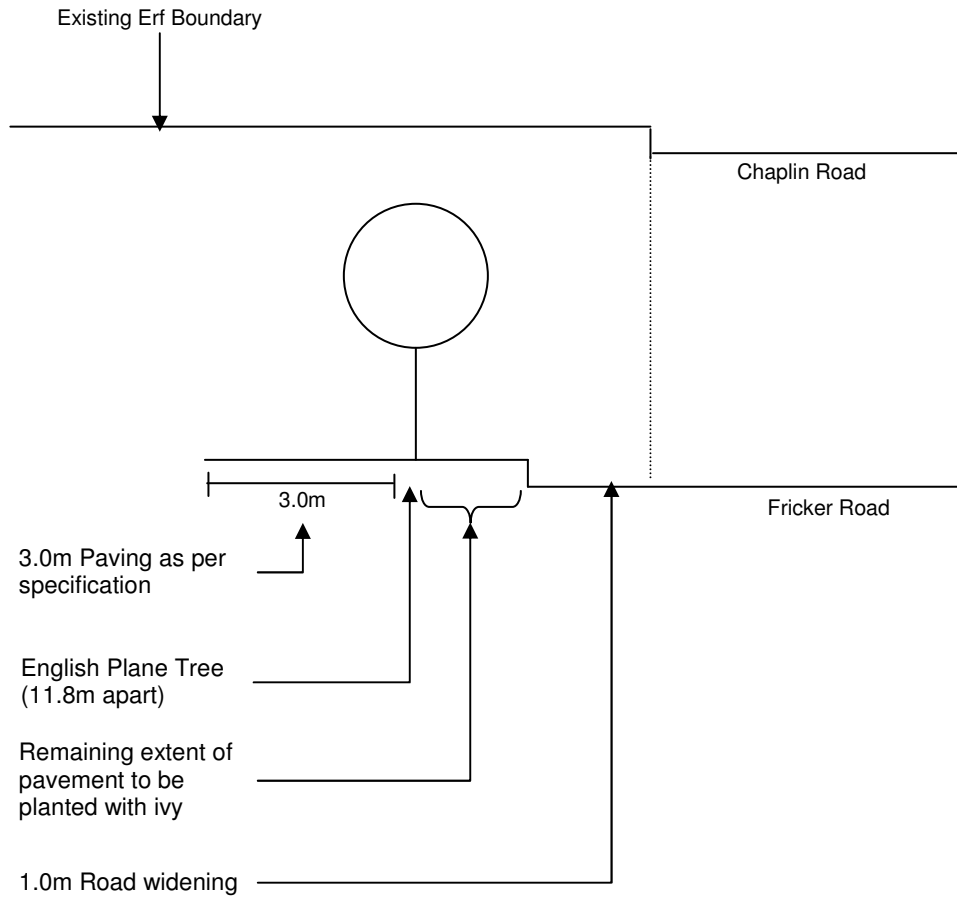 Existing Erf Boundary
Chaplin Road
3.0m
Fricker Road
3.0m Paving as per
specification
English Plane Tree
(11.8m apart)
Remaining extent of
pavement to be
planted with ivy
1.0m Road widening